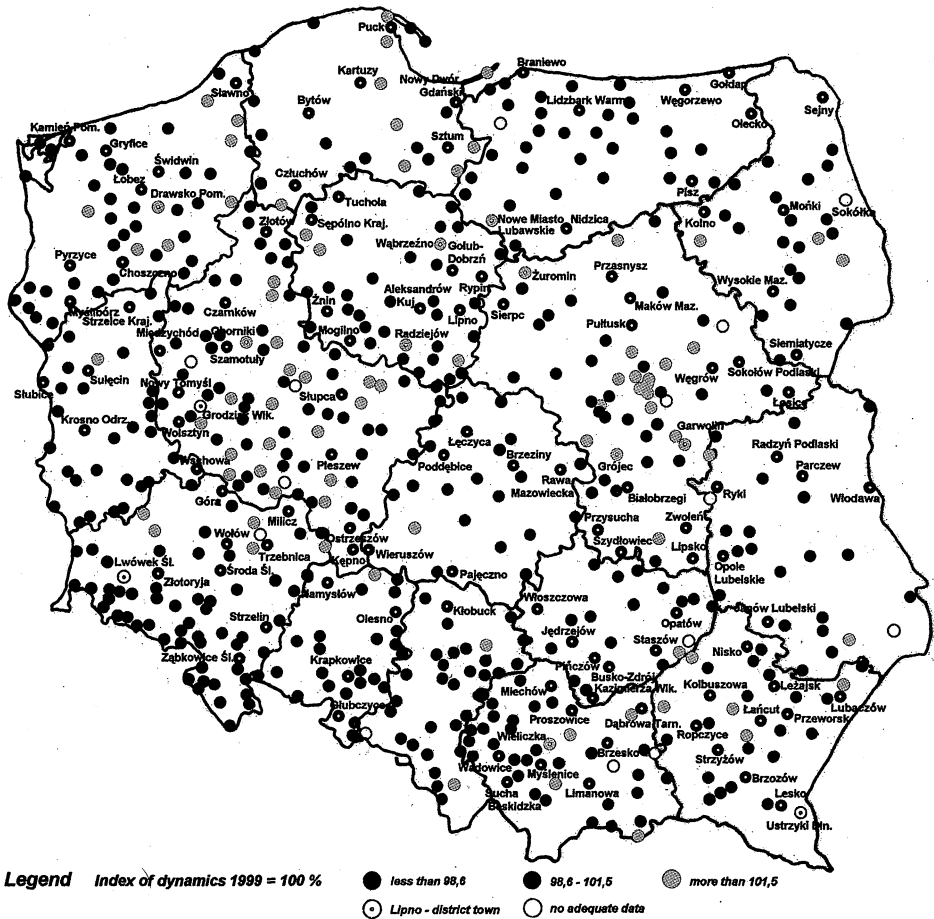 Puck
Braniewo
Kartuzy
Nowy Dwór
Gdański
Gołdap
Sławno
Bytów
Lidzbark Warm.
Węgorzewo
Sejny
Olecko
Kamień Pom.
Gryfice
Sztum
Świdwin
Łobez
Człuchów
Drawsko Pom.
Tuchola
Pisz
Mońki
Sokółka
Złotów
Sępólno Kraj.
Nowe Miasto
Lubawskie
Nidzica
Kolno
Wąbrzeźno
Golub-
Dobrzń
Pyrzyce
Choszczno
Rypin
Żuromin
Przasnysz
Wysokie Maz.
Aleksandrów
Kuj.
Żnin
Lipno
Sierpc
Maków Maz.
Myślibórz
Strzelce Kraj.
Czarnków
Międzychód
Chorniki
Mogilno
Radziejów
Pułtusk
Szamotuły
Siemiatycze
Sulęcin
Nowy Tomyśl
Węgrów
Sokołów Podlaski
Słubice
Słupca
Łosice
Krosno Odrz.
Grodzisk Wlk.
Wolsztyn
Garwolin
Łęczyca
Radzyń Podlaski
Wschowa
Pleszew
Poddębice
Brzeziny
Grójec
Rawa
Mazowiecka
Parczew
Góra
Białobrzegi
Ryki
Włodawa
Milicz
Przysucha
Zwoleń
Wołów
Ostrzeszów
Szydłowiec
Trzebnica
Kępno
Wieruszów
Lipsko
Lwówek Śl.
Opole
Lubelskie
Złotoryja
Środa Śl.
Pajęczno
Namysłów
Kłobuck
Włoszczowa
Janów Lubelski
Strzelin
Olesno
Opatów
Jędrzejów
Staszów
Ząbkowice Śl.
Krapkowice
Pińczów
Nisko
Busko-Zdrój
Kazimierza Wlk.
Miechów
Kolbuszowa
Leżajsk
Głubczyce
Proszowice
Dąbrowa Tarn.
Łańcut
Lubaczów
Przeworsk
Wieliczka
Ropczyce
Brzesko
Strzyżów
Wadowice
Myślenice
Sucha
Beskidzka
Limanowa
Brzozów
Lesko
Ustrzyki Dln.
Legend Index of dynamics 1999 = 100 % less than 98,6 98,6 - 101,5 more than 101,5
Lipno - district town no adequate data